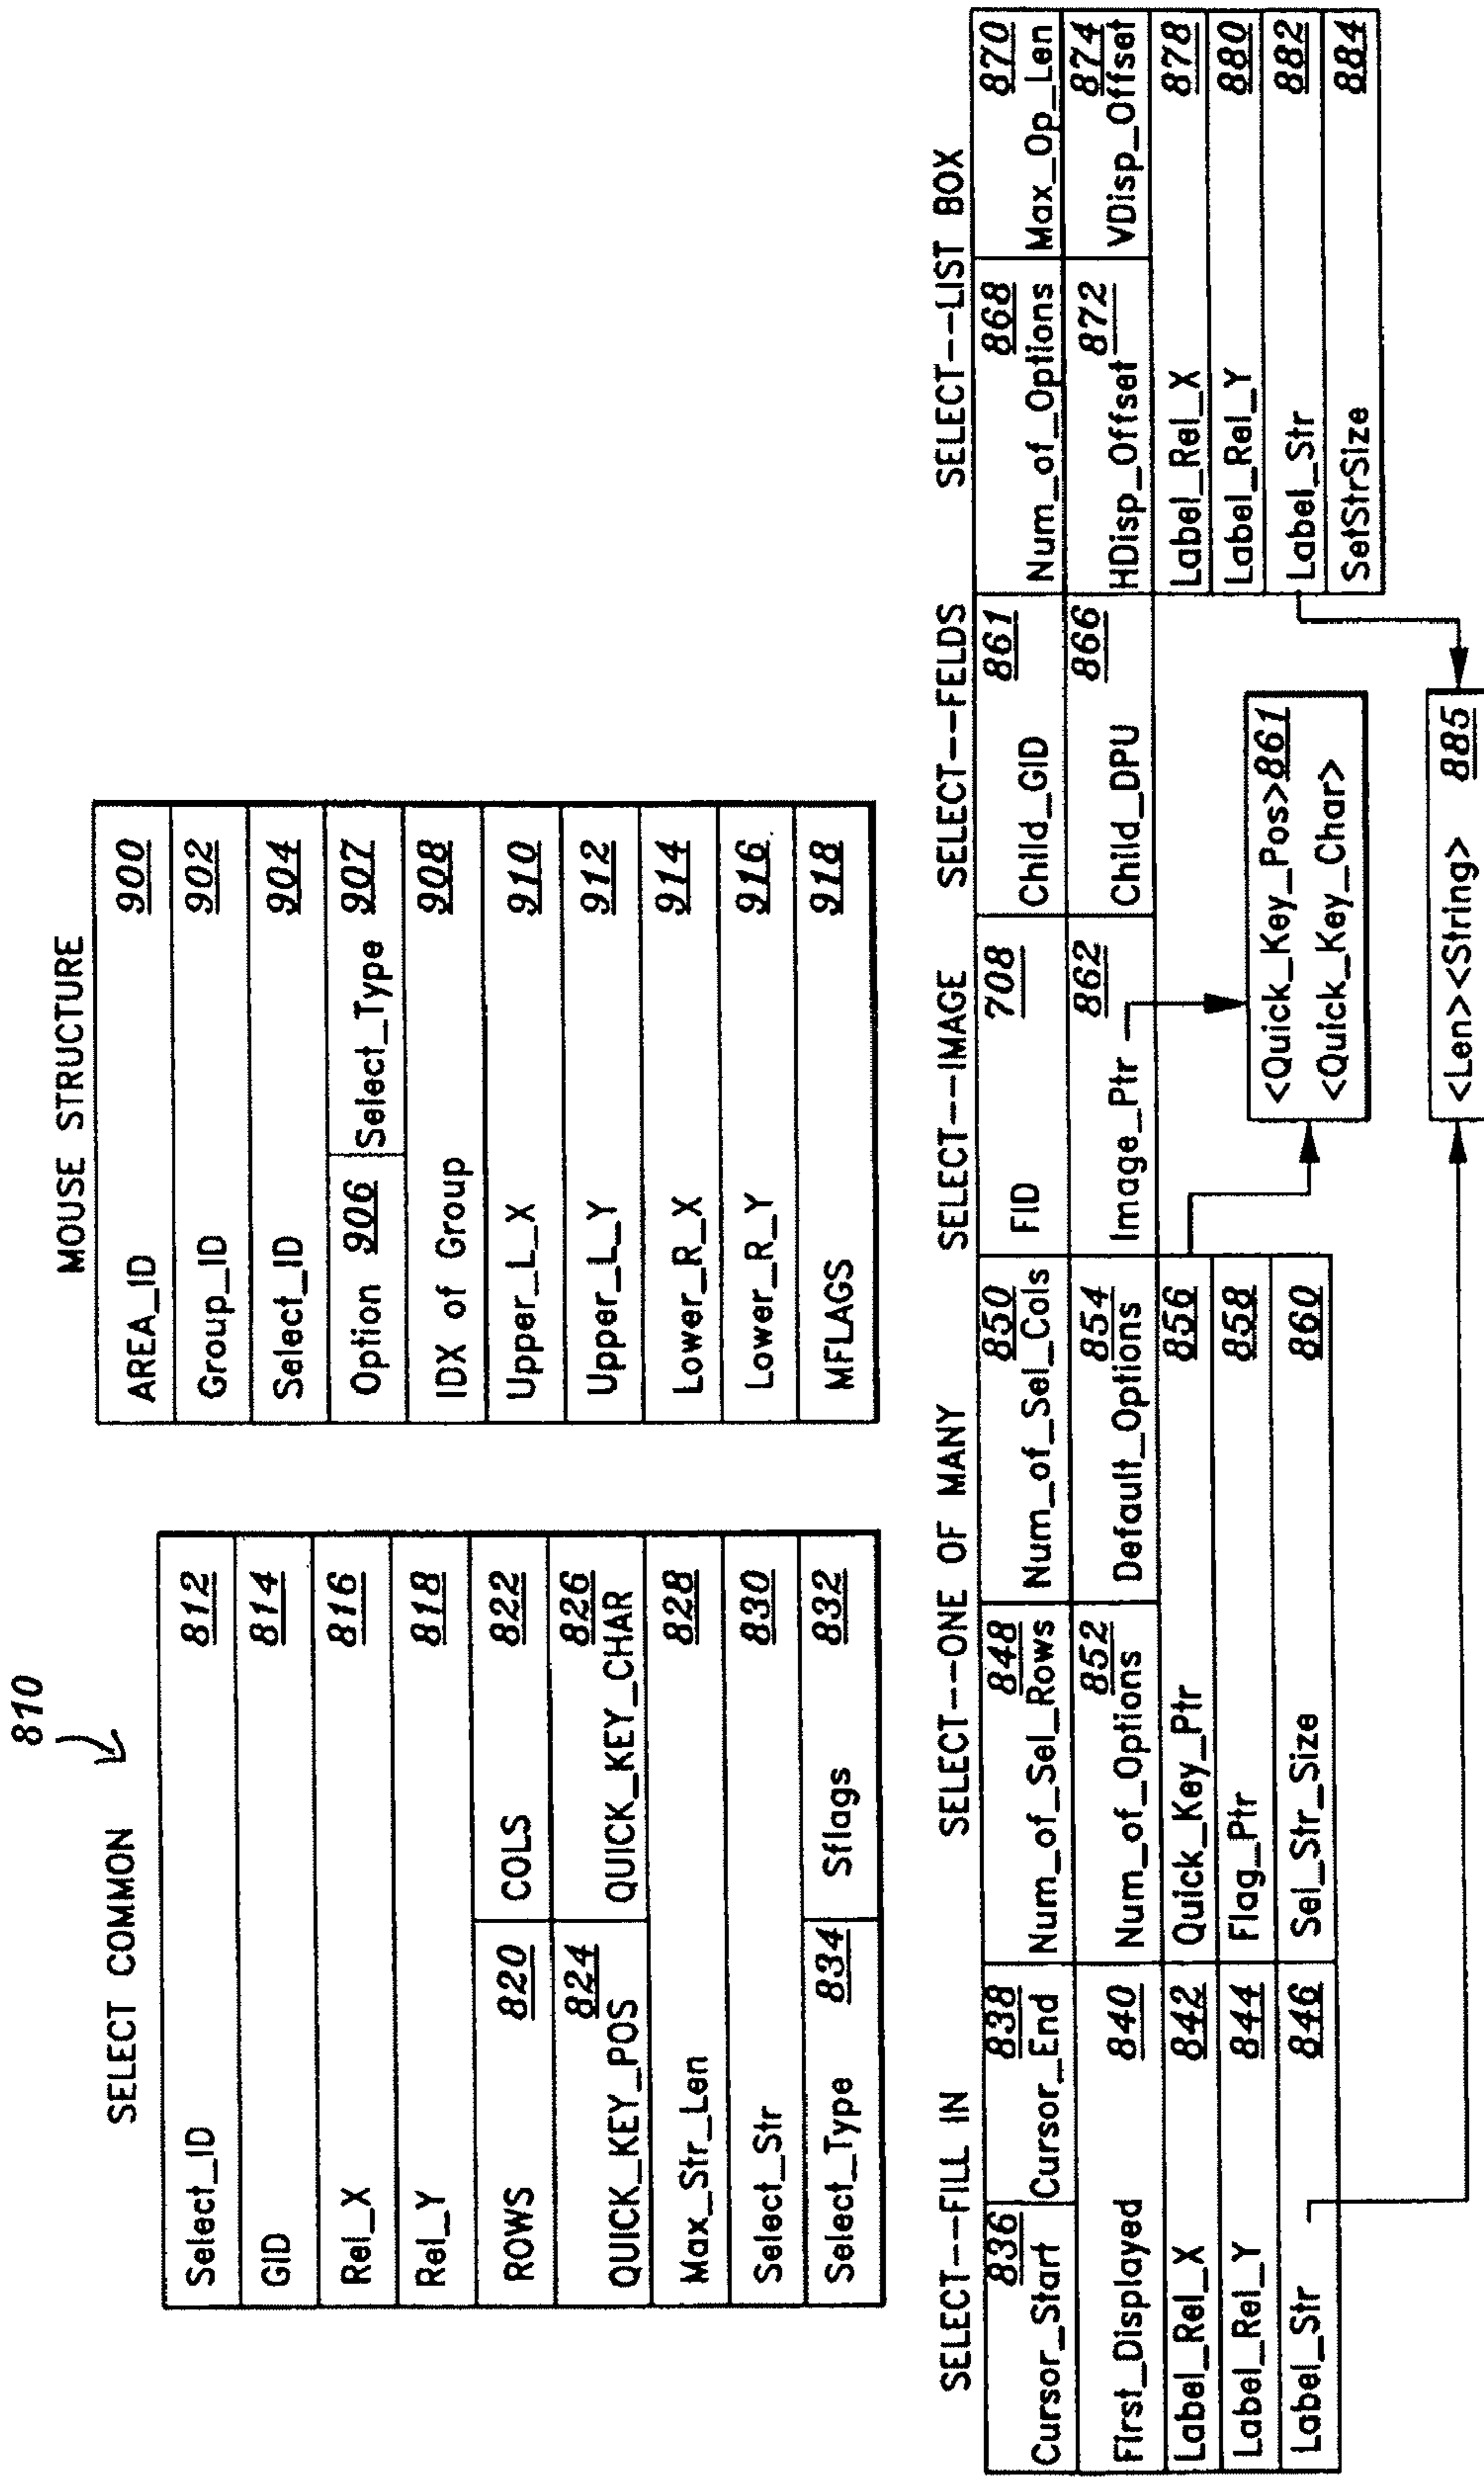 810
SELECT COMMON
Select_ID 812
GID 814
Rel_X 816
Rel_Y 818
ROWS 820 COLS 822
QUICK_KEY_POS 824 QUICK_KEY_CHAR 826
Max_Str_Len 828
Select_Str 830
Select_Type 834 Sflags 832
MOUSE STRUCTURE
AREA_ID 900
Group_ID 902
Select_ID 904
Option 906 Select_Type 907
IDX of Group 908
Upper_L_X 910
Upper_L_Y 912
Lower_R_X 914
Lower_R_Y 916
MFLAGS 918
SELECT--FILL IN
Cursor_Start 836 Cursor_End 838
First_Displayed 840
Label_Rel_X 842
Label_Rel_Y 844
Label_Str 846
SELECT--ONE OF MANY
Num_of_Sel_Rows 848 Num_of_Sel_Cols 850
Num_of_Options 852 Default_Options 854
Quick_Key_Ptr 856
Flag_Ptr 858
Sel_Str_Size 860
SELECT--IMAGE
FID 708
Image_Ptr 862
SELECT--FELDS
Child_GID 861
Child_DPU 866
SELECT--LIST BOX
Num_of_Options 868 Max_Op_Len 870
HDisp_Offset 872 VDisp_Offset 874
Label_Rel_X 878
Label_Rel_Y 880
Label_Str 882
SetStrSize 884
<Quick_Key_Pos> 861
<Quick_Key_Char>
<Len><String> 885